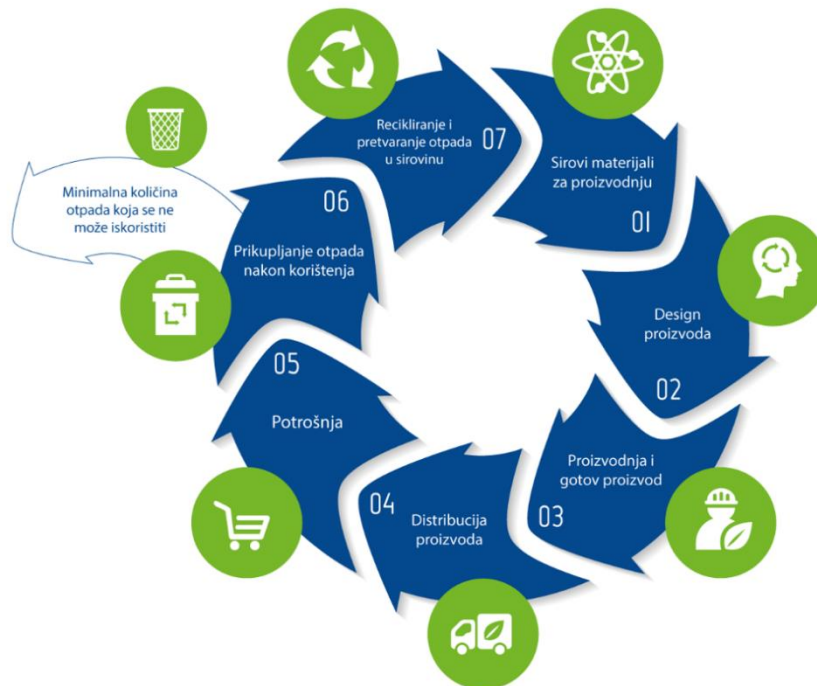 Sirovi materijali
za proizvodnju
01
Design
proizvoda
02
Proizvodnja i
gotov proizvod
03
Distribucija
proizvoda
04
Potrošnja
05
Prikupljanje otpada
nakon korištenja
06
Minimalna količina
otpada koja se ne
može iskoristiti
Recikliranje i
pretvaranje otpada
u sirovinu
07